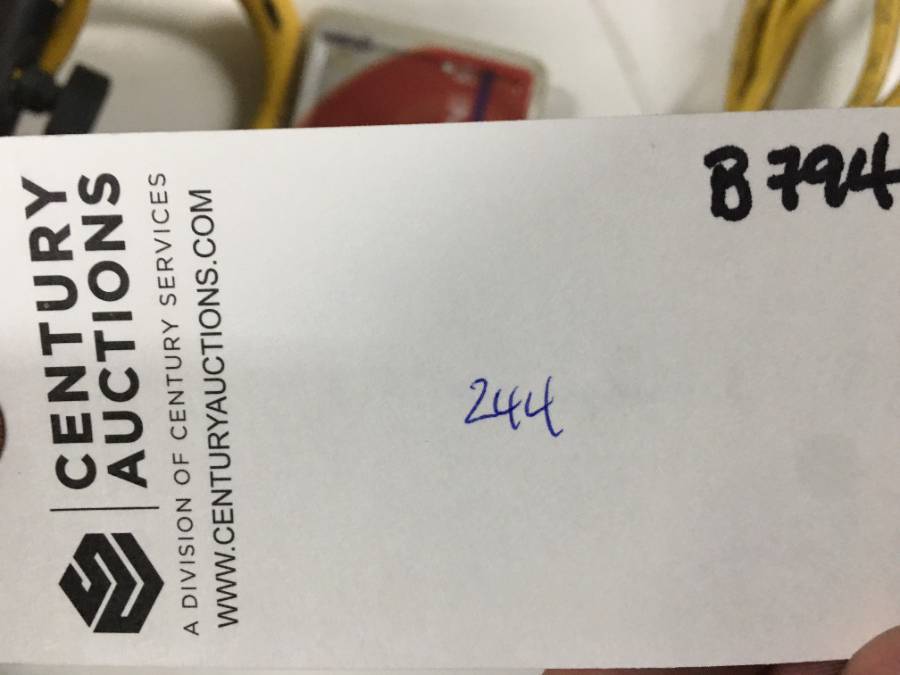 CENTURY
AUCTIONS
A DIVISION OF CENTURY SERVICES
WWW.CENTURYAUCTIONS.COM
B794
244